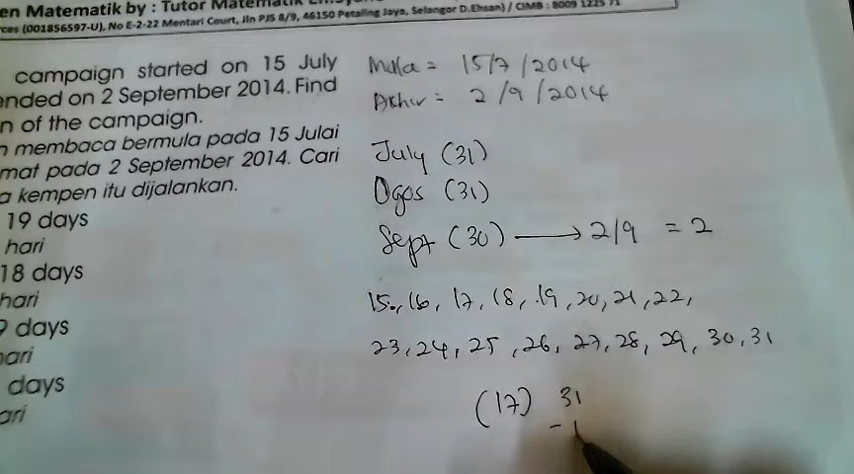 en Matematik by : Tutor Matematik
ces (001856597-U), No E-2-22 Mentari Court, Jln PJS 8/9, 46150 Petaling Jaya, Selangor D.Ehsan) / CIMB : 8009 1225 71
campaign started on 15 July
ended on 2 September 2014. Find
n of the campaign.
n membaca bermula pada 15 Julai
mat pada 2 September 2014. Cari
a kempen itu dijalankan.
19 days
hari
18 days
hari
9 days
hari
days
ari
Mula = 15/7/2014
Akhir = 2/9/2014
July (31)
Ogos (31)
Sept (30) → 2/9 = 2
15, 16, 17, 18, 19, 20, 21, 22,
23, 24, 25, 26, 27, 28, 29, 30, 31
(17) 31
- 1